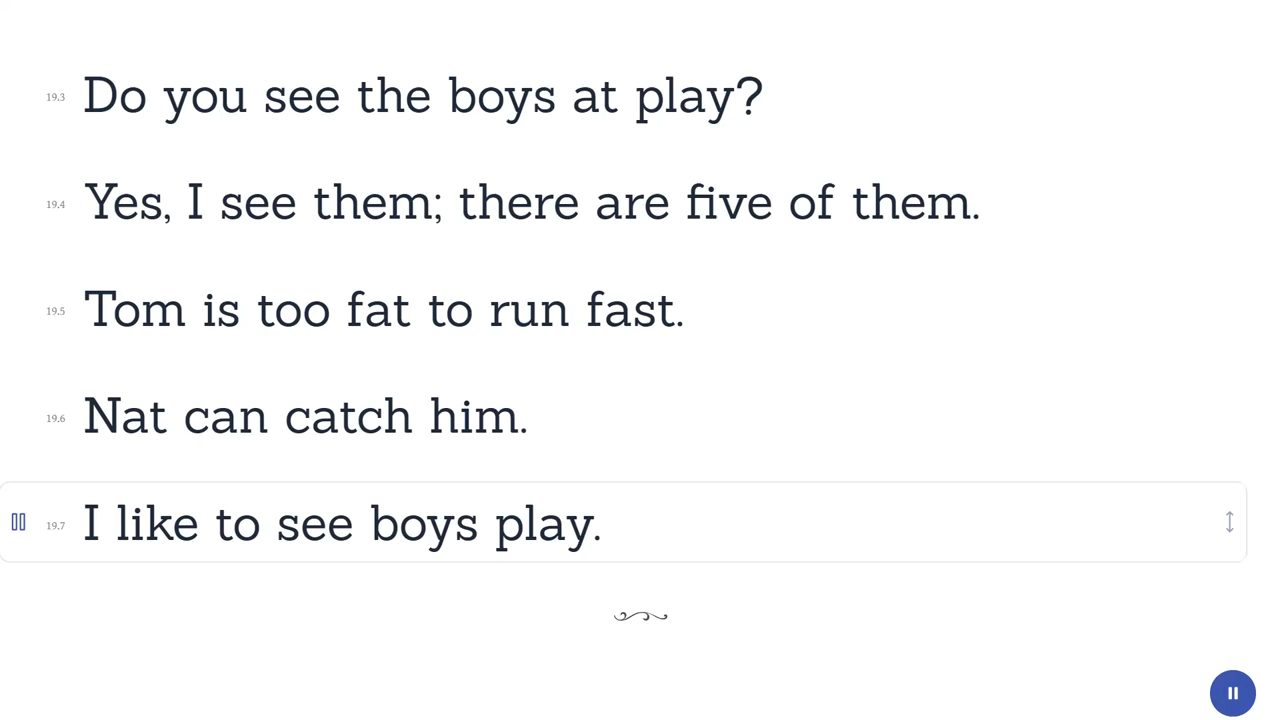 19.3 Do you see the boys at play?
19.4 Yes, I see them; there are five of them.
19.5 Tom is too fat to run fast.
19.6 Nat can catch him.
19.7 I like to see boys play.